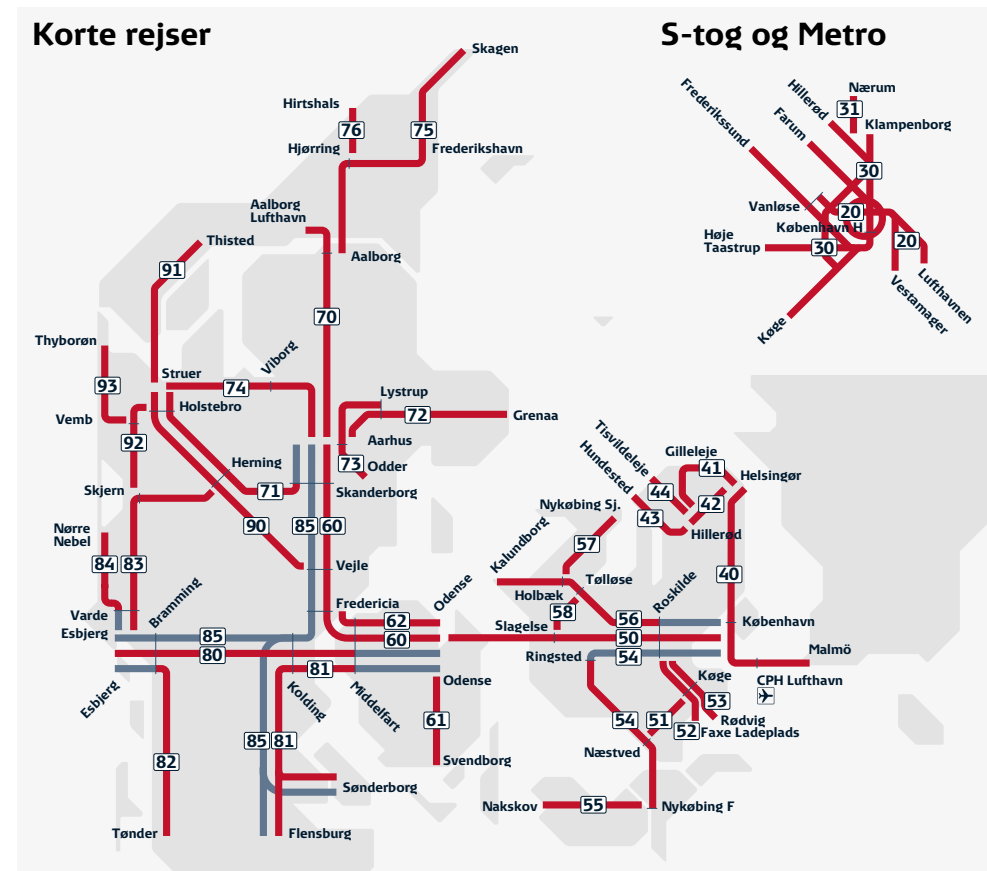 Korte rejser
S-tog og Metro
Skagen
Hirtshals
76
75
Hjørring
Frederikshavn
Aalborg
Lufthavn
Thisted
Aalborg
91
70
Thyborøn
Viborg
Struer
93
74
Lystrup
Vemb
Holstebro
72
Grenaa
92
Aarhus
Herning
73
Odder
Skjern
71
Skanderborg
90
85
60
Nørre
Nebel
84
83
Vejle
Bramming
Odense
Varde
Fredericia
62
Esbjerg
85
60
80
81
Odense
Esbjerg
Kolding
Middelfart
85
81
61
82
Svendborg
Sønderborg
Tønder
Flensburg
Frederikssund
Hillerød
Farum
Nærum
31
Klampenborg
30
Vanløse
20
København H
Høje
Taastrup
30
20
Lufthavnen
Vestamager
Køge
Tisvildeleje
Hundested
Gilleleje
41
Helsingør
44
42
Nykøbing Sj.
43
Hillerød
Kalundborg
57
40
Tølløse
Roskilde
Holbæk
58
Slagelse
56
København
50
Ringsted
54
Malmö
Køge
CPH Lufthavn
53
54
51
Rødvig
52
Faxe Ladeplads
Næstved
Nakskov
55
Nykøbing F